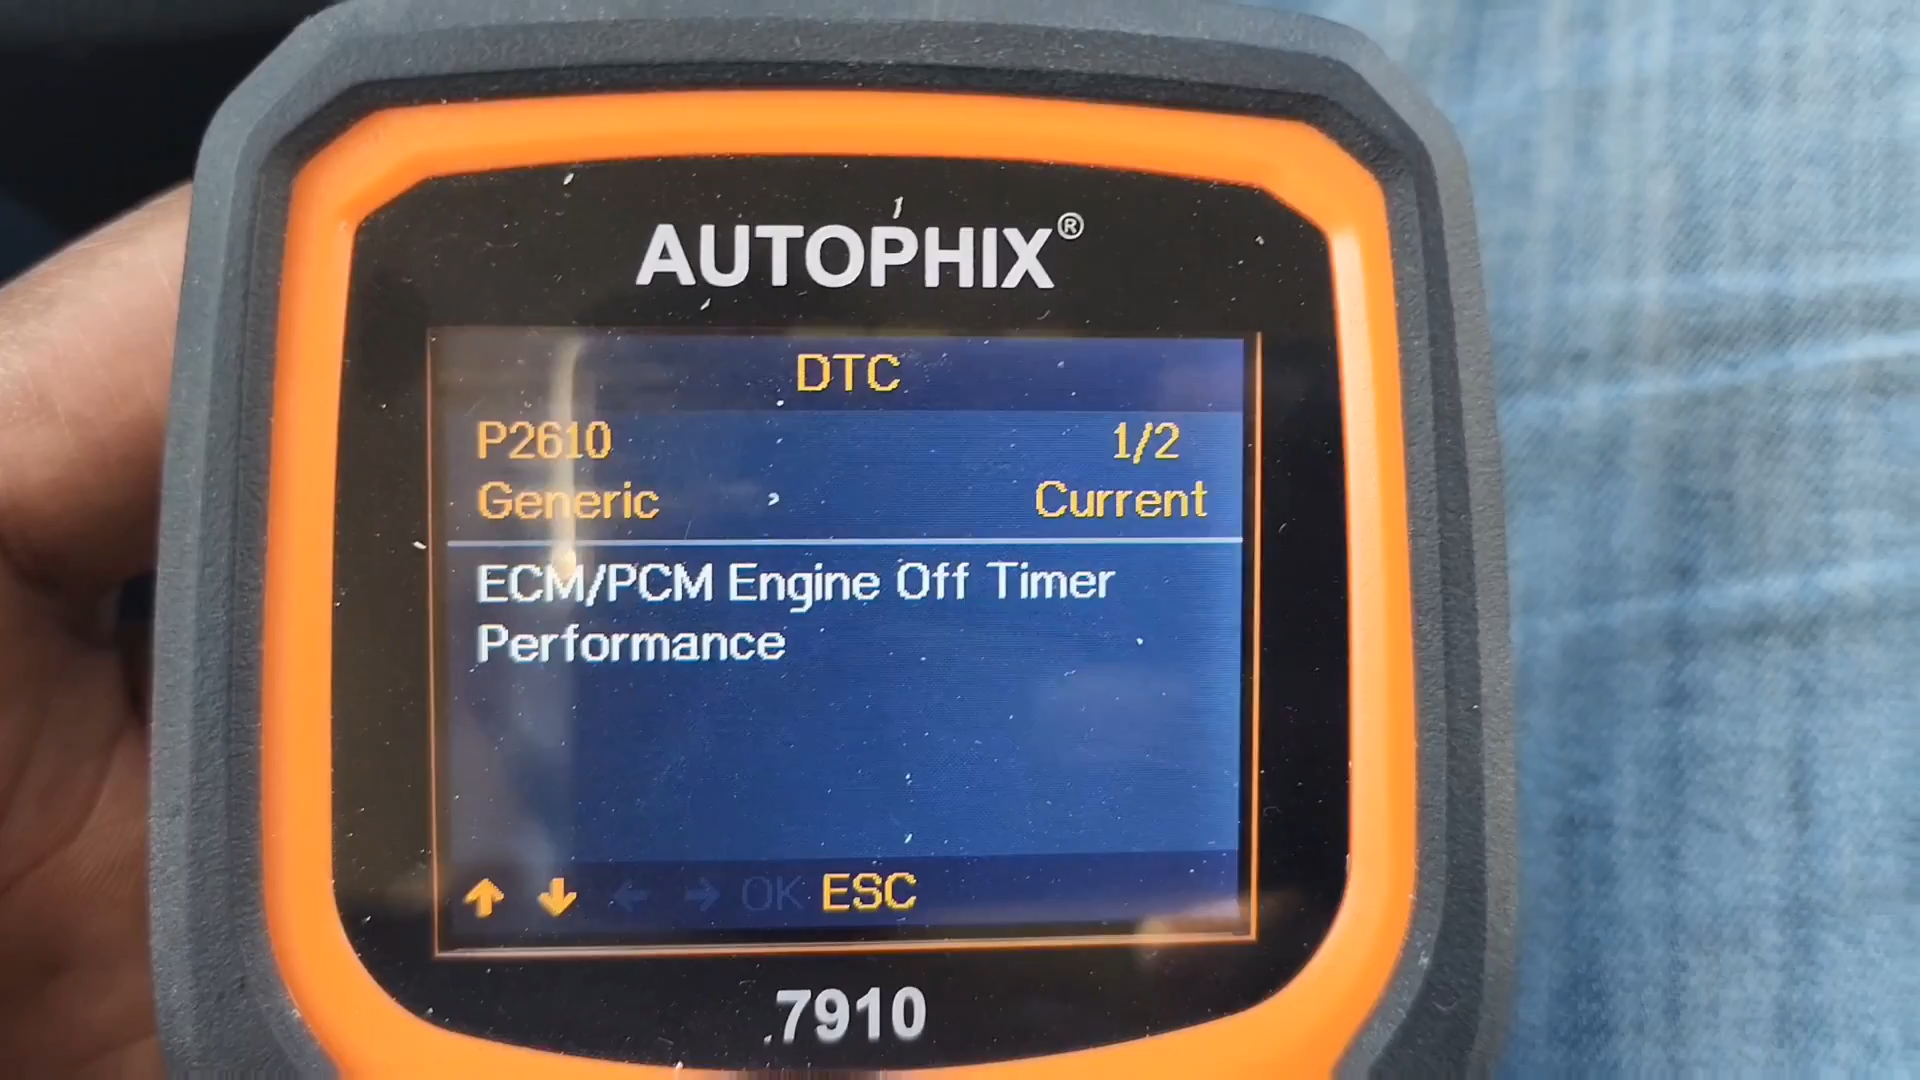 AUTOPHIX®
DTC
P2610 1/2
Generic Current
ECM/PCM Engine Off Timer
Performance
OK ESC
7910